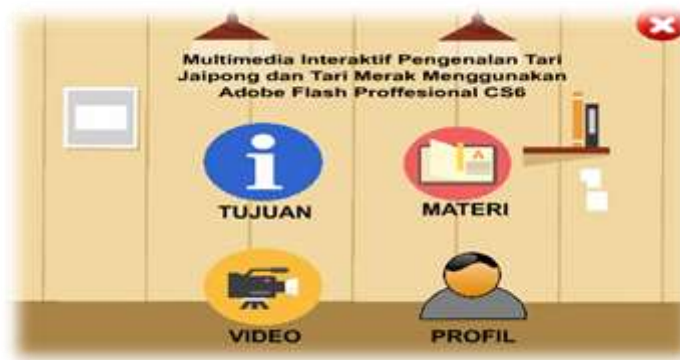 Multimedia Interaktif Pengenalan Tari
Jaipong dan Tari Merak Menggunakan
Adobe Flash Proffesional CS6
TUJUAN
A
MATERI
VIDEO
PROFIL